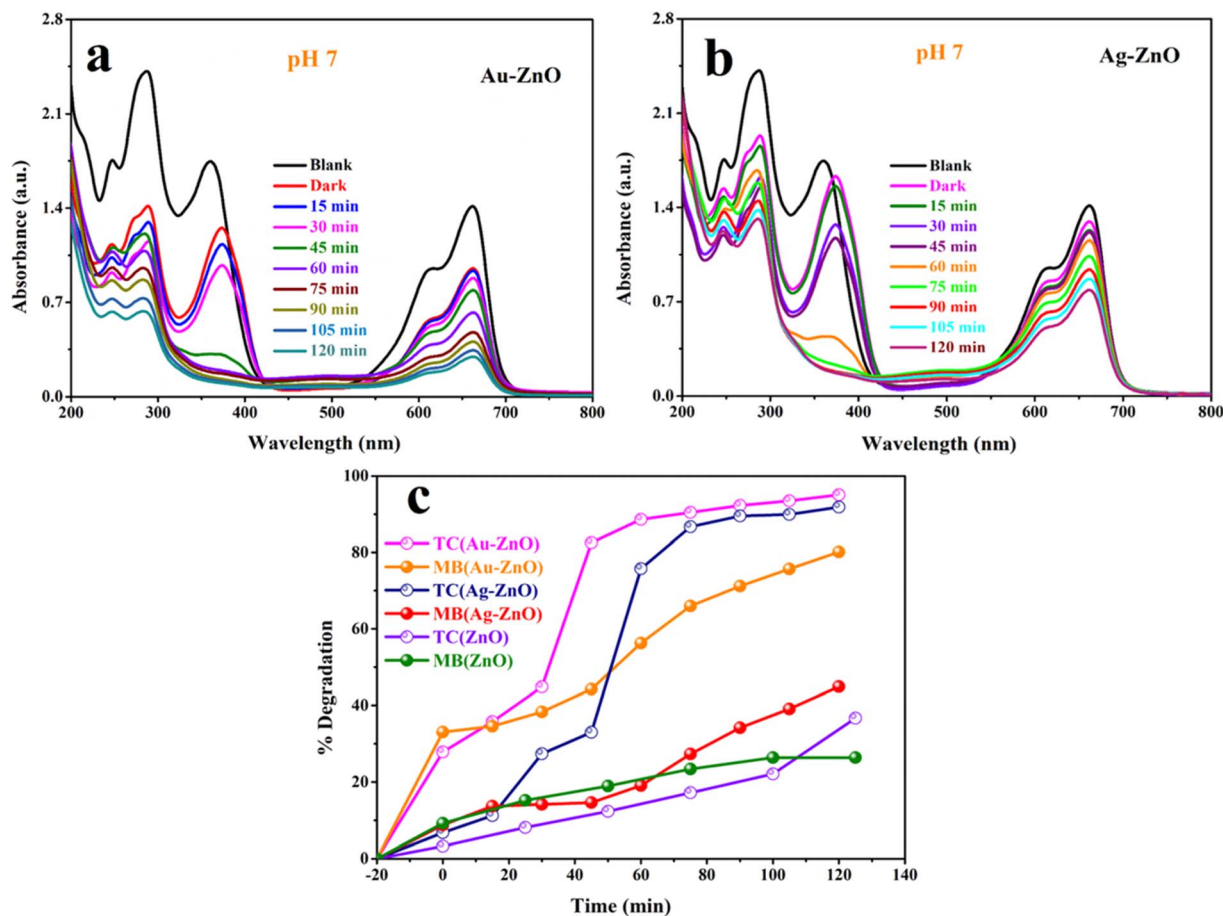 a
pH 7
Au-ZnO
2.8
2.1
1.4
0.7
0.0
Absorbance (a.u.)
Blank
Dark
15 min
30 min
45 min
60 min
75 min
90 min
105 min
120 min
200 300 400 500 600 700 800
Wavelength (nm)
b
pH 7
Ag-ZnO
2.8
2.1
1.4
0.7
0.0
Absorbance (a.u.)
Blank
Dark
15 min
30 min
45 min
60 min
75 min
90 min
105 min
120 min
200 300 400 500 600 700 800
Wavelength (nm)
c
100
80
60
40
20
0
% Degradation
TC(Au-ZnO)
MB(Au-ZnO)
TC(Ag-ZnO)
MB(Ag-ZnO)
TC(ZnO)
MB(ZnO)
-20 0 20 40 60 80 100 120 140
Time (min)